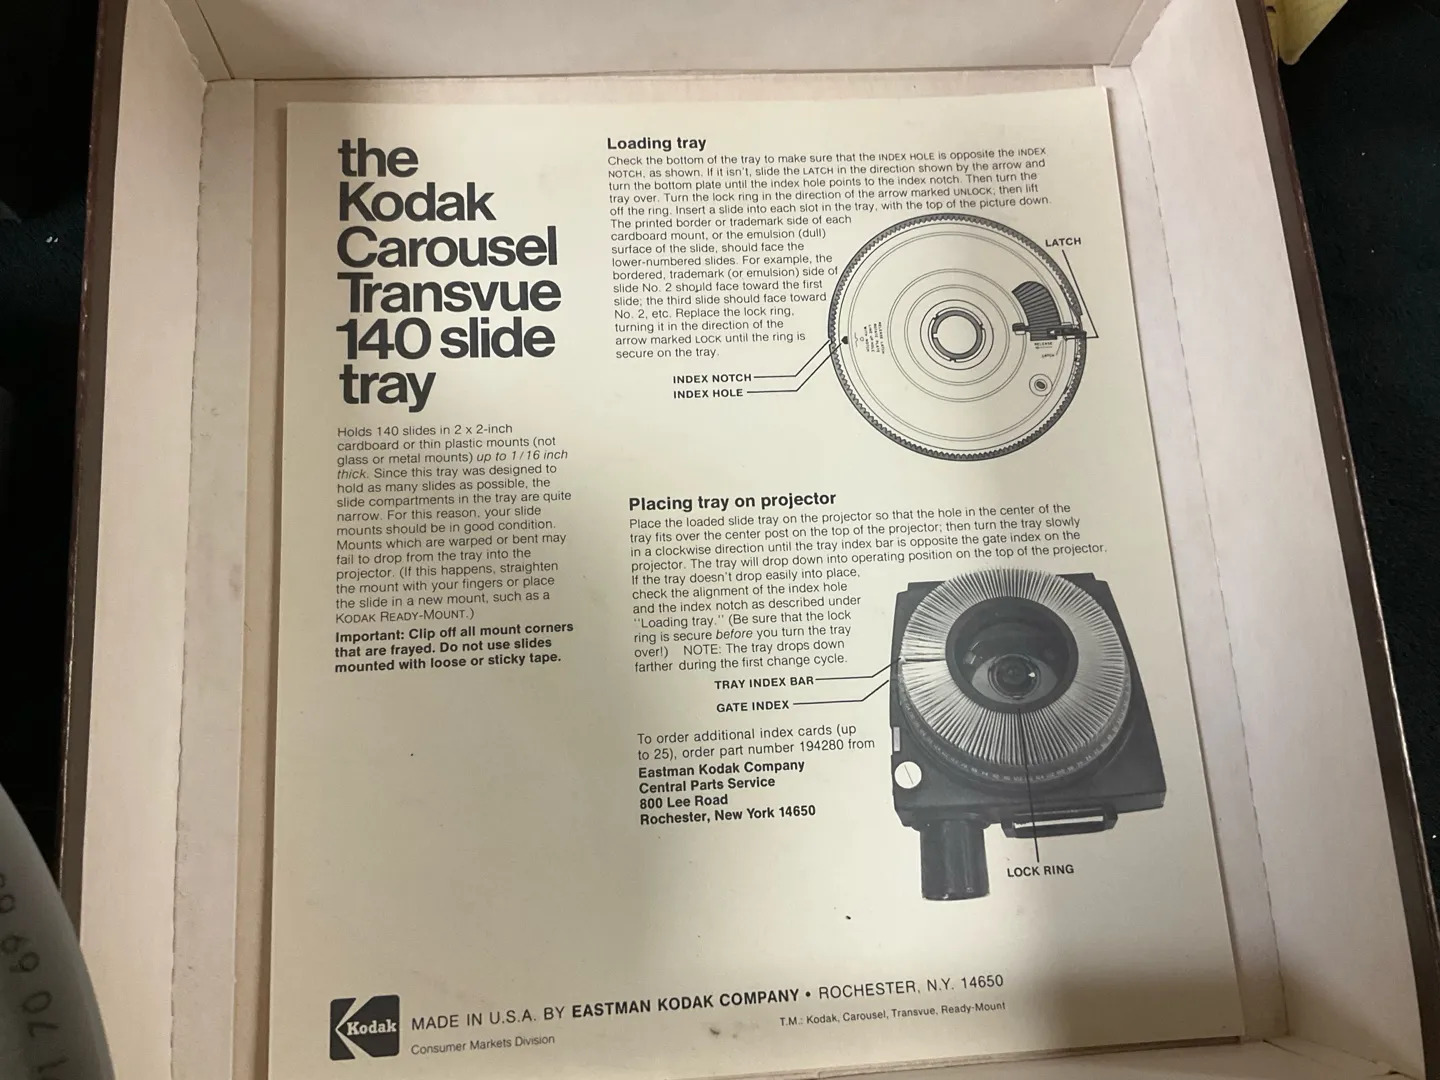 the
Kodak
Carousel
Transvue
140 slide
tray
Holds 140 slides in 2 x 2-inch
cardboard or thin plastic mounts (not
glass or metal mounts) up to 1/16 inch
thick. Since this tray was designed to
hold as many slides as possible, the
slide compartments in the tray are quite
narrow. For this reason, your slide
mounts should be in good condition.
Mounts which are warped or bent may
fail to drop from the tray into the
projector. (If this happens, straighten
the mount with your fingers or place
the slide in a new mount, such as a
KODAK READY-MOUNT.)
Important: Clip off all mount corners
that are frayed. Do not use slides
mounted with loose or sticky tape.
Loading tray
Check the bottom of the tray to make sure that the INDEX HOLE is opposite the INDEX
NOTCH, as shown. If it isn't, slide the LATCH in the direction shown by the arrow and
turn the bottom plate until the index hole points to the index notch. Then turn the
tray over. Turn the lock ring in the direction of the arrow marked UNLOCK; then lift
off the ring. Insert a slide into each slot in the tray, with the top of the picture down.
The printed border or trademark side of each
cardboard mount, or the emulsion (dull)
surface of the slide, should face the
lower-numbered slides. For example, the
bordered, trademark (or emulsion) side of
slide No. 2 should face toward the first
slide; the third slide should face toward
No. 2, etc. Replace the lock ring,
turning it in the direction of the
arrow marked LOCK until the ring is
secure on the tray.
LATCH
RELEASE
INDEX NOTCH
INDEX HOLE
Placing tray on projector
Place the loaded slide tray on the projector so that the hole in the center of the
tray fits over the center post on the top of the projector; then turn the tray slowly
in a clockwise direction until the tray index bar is opposite the gate index on the
projector. The tray will drop down into operating position on the top of the projector.
If the tray doesn't drop easily into place,
check the alignment of the index hole
and the index notch as described under
"Loading tray." (Be sure that the lock
ring is secure before you turn the tray
over!) NOTE: The tray drops down
farther during the first change cycle.
TRAY INDEX BAR
GATE INDEX
To order additional index cards (up
to 25), order part number 194280 from
Eastman Kodak Company
Central Parts Service
800 Lee Road
Rochester, New York 14650
LOCK RING
Kodak
MADE IN U.S.A. BY EASTMAN KODAK COMPANY • ROCHESTER, N.Y. 14650
Consumer Markets Division
T.M.: Kodak, Carousel, Transvue, Ready-Mount
69
70